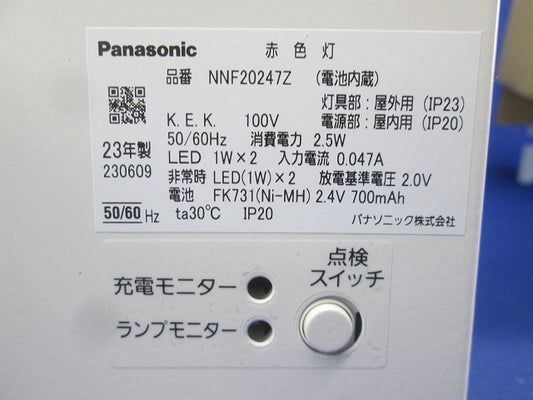 Panasonic 赤色灯
品番 NNF20247Z (電池内蔵)
灯具部:屋外用(IP23)
K.E.K. 100V 電源部:屋内用(IP20)
50/60Hz 消費電力 2.5W
23年製 LED 1W×2 入力電流 0.047A
230609 非常時 LED(1W)×2 放電基準電圧 2.0V
電池 FK731(Ni-MH) 2.4V 700mAh
50/60 Hz ta30℃ IP20 パナソニック株式会社
点検
スイッチ
充電モニター
ランプモニター